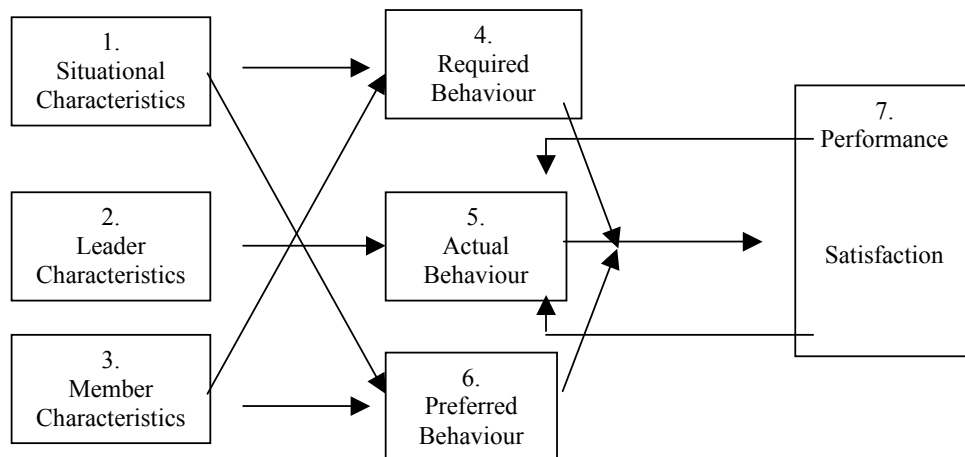 1.
Situational
Characteristics
2.
Leader
Characteristics
3.
Member
Characteristics
4.
Required
Behaviour
5.
Actual
Behaviour
6.
Preferred
Behaviour
7.
Performance
Satisfaction